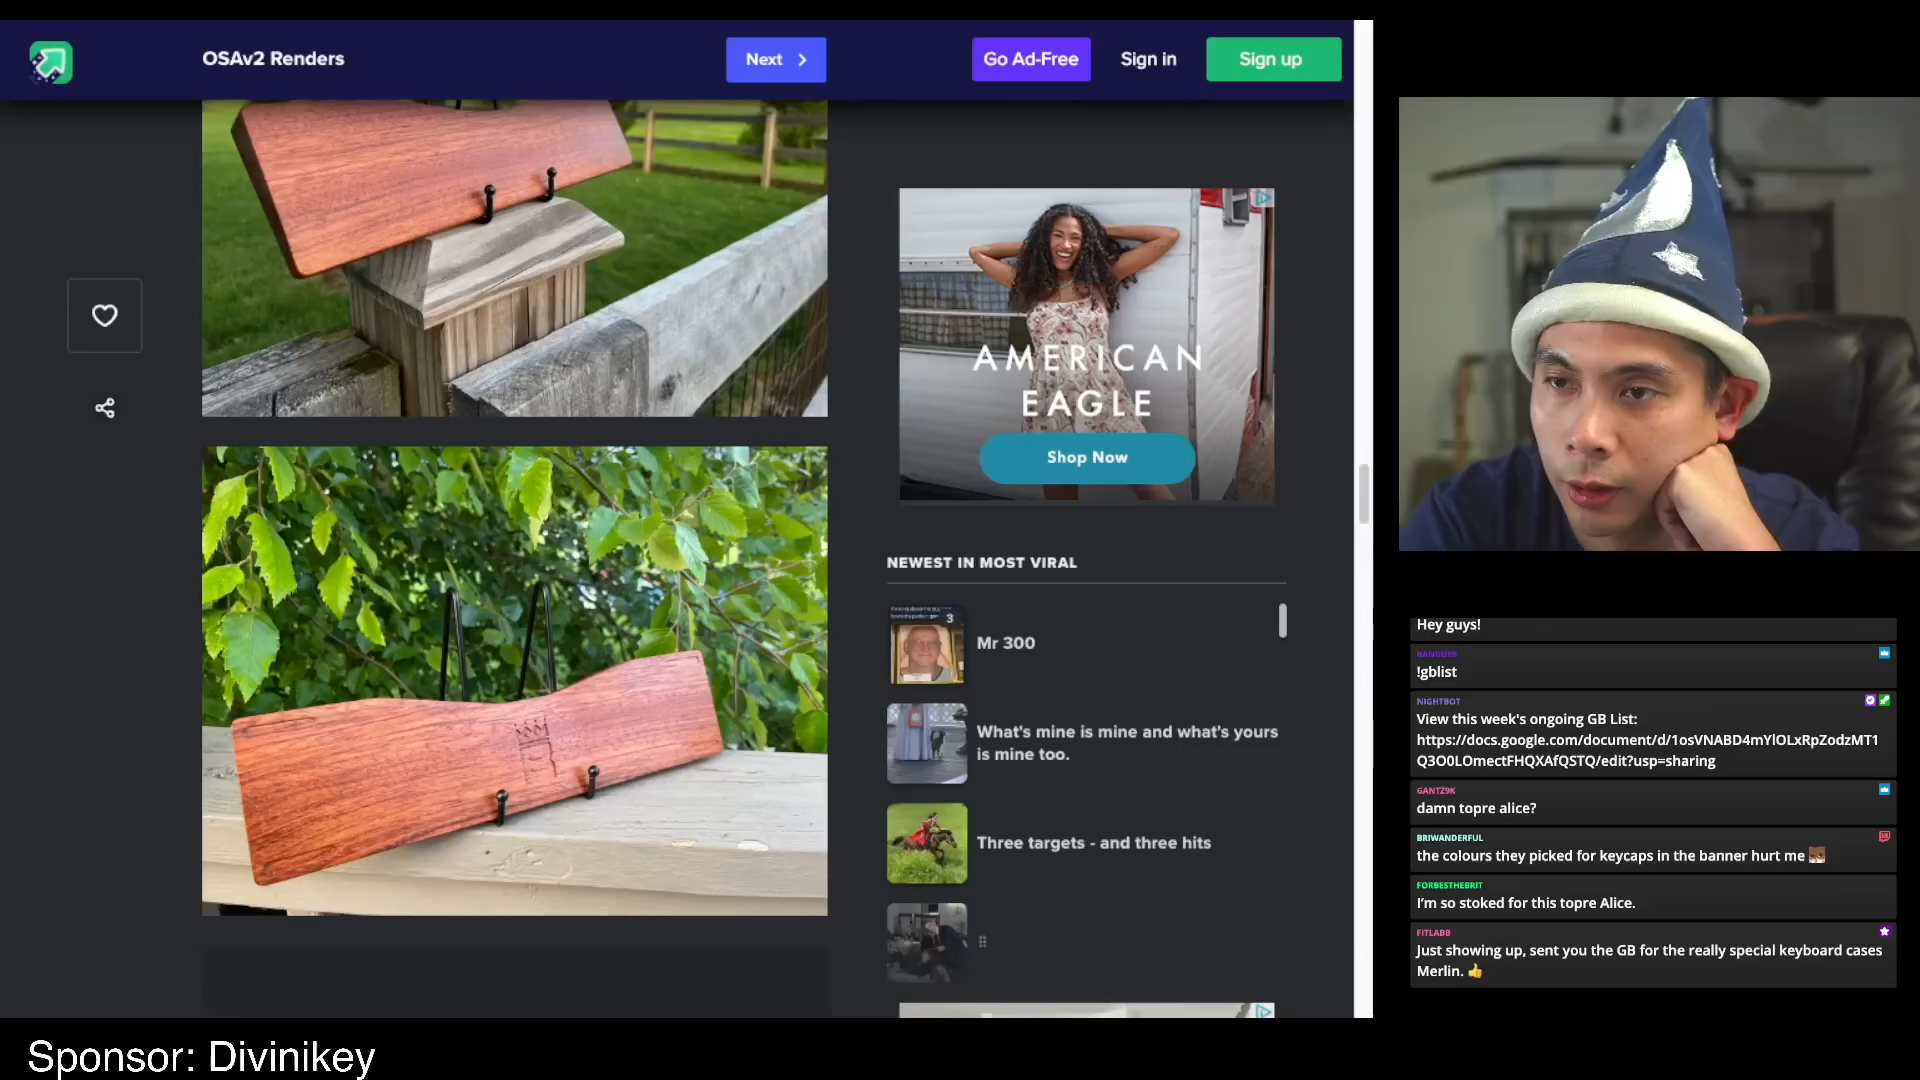 OSAv2 Renders
Next
Go Ad-Free
Sign in
Sign up
AMERICAN
EAGLE
Shop Now
NEWEST IN MOST VIRAL
3
Mr 300
What's mine is mine and what's yours
is mine too.
Three targets - and three hits
Hey guys!
!gblist
NIGHTBOT
View this week's ongoing GB List:
https://docs.google.com/document/d/1osVNABD4mYlOLxRpZodzMT1
Q3O0LOmectFHQXAfQSTQ/edit?usp=sharing
GANTZ9K
damn topre alice?
BRIWANDERFUL
the colours they picked for keycaps in the banner hurt me
FORBESTHEBRIT
I'm so stoked for this topre Alice.
FITLABB
Just showing up, sent you the GB for the really special keyboard cases
Merlin. 👍
Sponsor: Divinikey